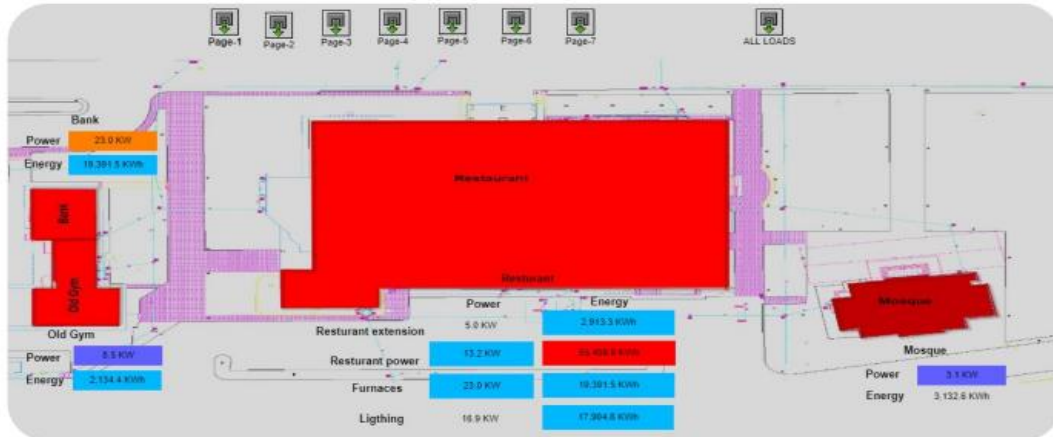 Page-1 Page-2 Page-3 Page-4 Page-5 Page-6 Page-7 ALL LOADS
Bank
Power 23.0 KW
Energy 19,391.5 KWh
Restaurant
Bank
Old Gym
Resturant
Mosque
Power Energy
Old Gym
Resturant extension 5.0 KW 2,913.3 KWh
Power 8.5 KW
Energy 2,134.4 KWh
Resturant power 13.2 KW
Furnaces 23.0 KW 19,391.5 KWh
Ligthing 16.9 KW 17,904.8 KWh
Mosque
Power 3.1 KW
Energy 3,132.6 KWh